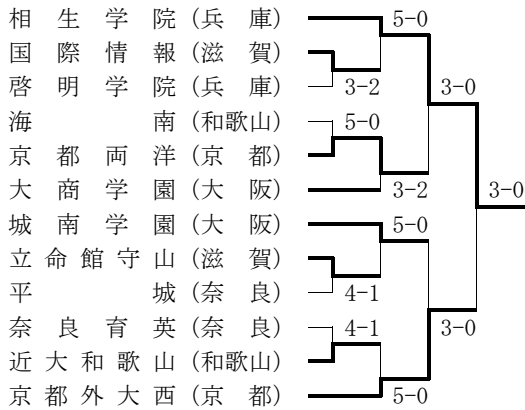 相生学院(兵庫) 5-0
国際情報(滋賀)
啓明学院(兵庫) 3-2 3-0
海南(和歌山) 5-0
京都両洋(京都)
大商学園(大阪) 3-2 3-0
城南学園(大阪) 5-0
立命館守山(滋賀)
平城(奈良) 4-1
奈良育英(奈良) 4-1 3-0
近大和歌山(和歌山)
京都外大西(京都) 5-0